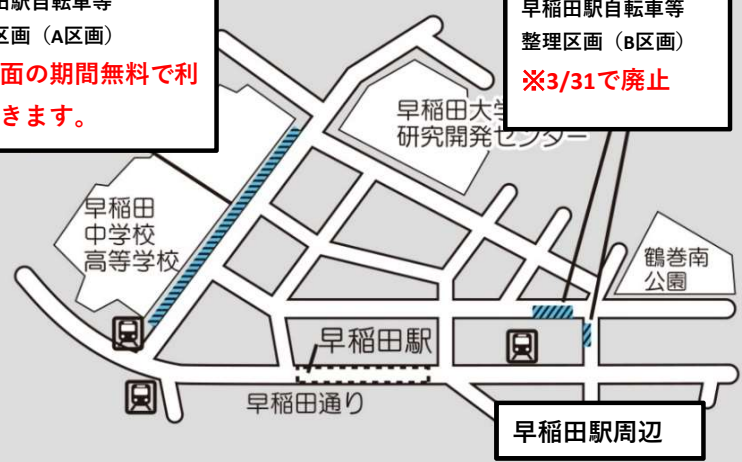 田駅自転車等
区画（A区画）
面の期間無料で利
きます。
早稲田駅自転車等
整理区画（B区画）
※3/31で廃止
早稲田大学
研究開発センター
早稲田
中学校
高等学校
鶴巻南
公園
早稲田駅
早稲田通り
早稲田駅周辺